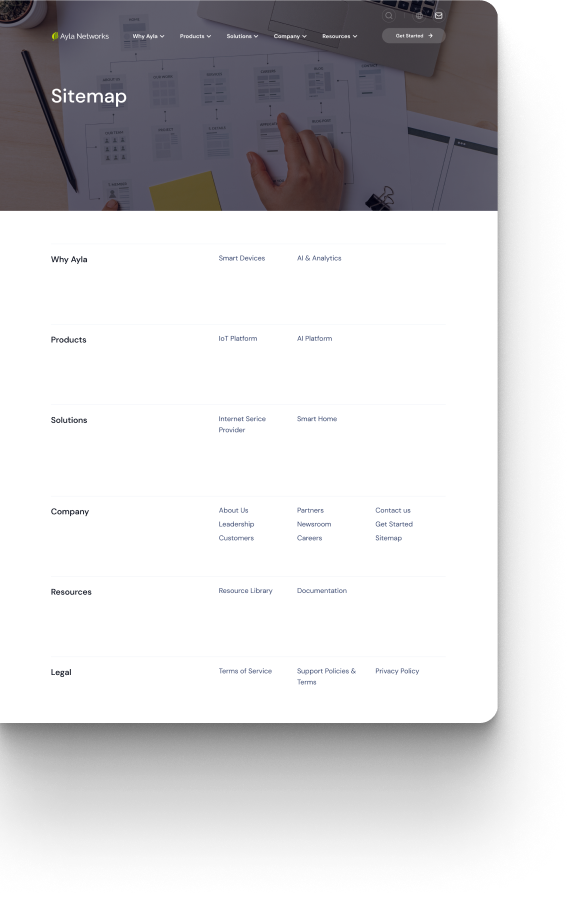 Ayla Networks
Why Ayla Products Solutions Company Resources Get Started
Sitemap
Why Ayla
Smart Devices AI & Analytics
Products
IoT Platform AI Platform
Solutions
Internet Serice Smart Home
Provider
Company
About Us Partners Contact us
Leadership Newsroom Get Started
Customers Careers Sitemap
Resources
Resource Library Documentation
Legal
Terms of Service Support Policies & Privacy Policy
Terms